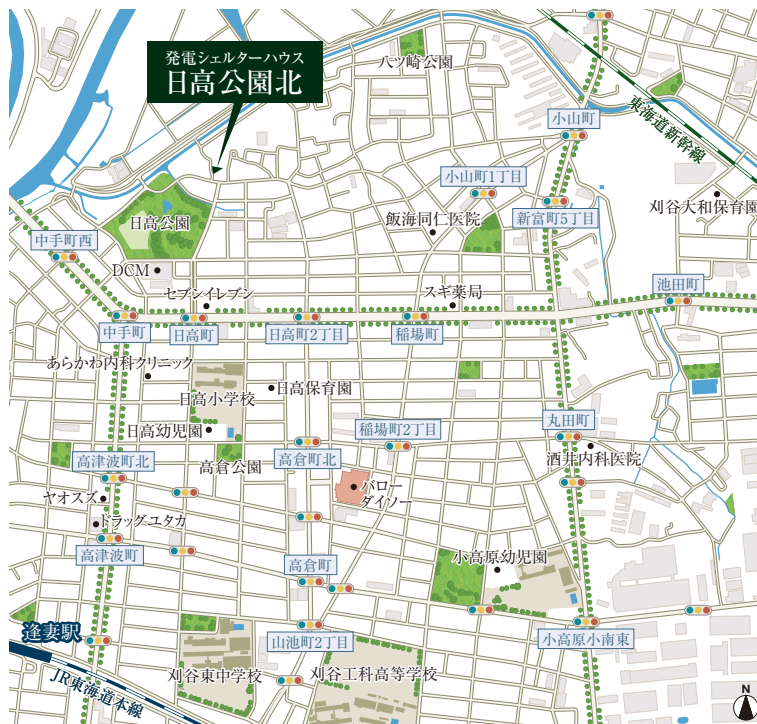 発電シェルターハウス
日高公園北
八ツ崎公園
小山町
東海道新幹線
小山町1丁目
刈谷大和保育園
新富町5丁目
飯海同仁医院
日高公園
中手町西
DCM
セブンイレブン
スギ薬局
池田町
中手町
日高町
日高町2丁目
稲場町
あらかわ内科クリニック
日高小学校
日高保育園
日高幼児園
稲場町2丁目
丸田町
高津波町北
高倉公園
高倉町北
酒井内科医院
ヤオスズ
バロー
ダイソー
ドラッグユタカ
高津波町
高倉町
小高原幼児園
逢妻駅
山池町2丁目
小高原小南東
刈谷東中学校
刈谷工科高等学校
JR東海道本線
N